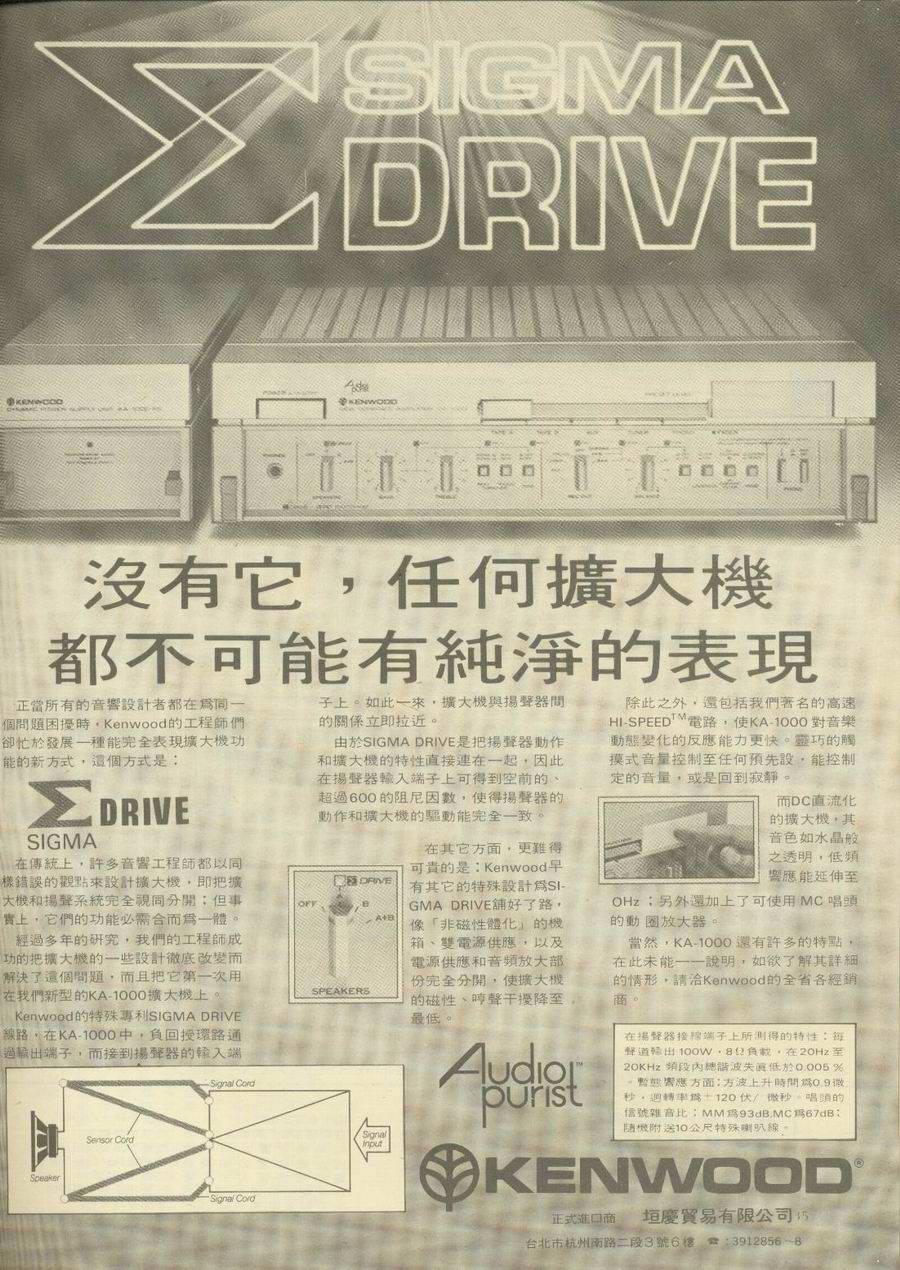 Σ SIGMA
DRIVE
KENWOOD
Audio
purist
KENWOOD
POWER
PHONES
SPEAKERS
BASS
TREBLE
REC OUT
BALANCE
TAPE A
TAPE B
AUX
TUNER
PHONO
沒有它，任何擴大機
都不可能有純淨的表現
正當所有的音響設計者都在爲同一
個問題困擾時，Kenwood的工程師們
卻忙於發展一種能完全表現擴大機功
能的新方式，這個方式是：
Σ DRIVE
SIGMA
在傳統上，許多音響工程師都以同
樣錯誤的觀點來設計擴大機，即把擴
大機和揚聲系統完全視同分開；但事
實上，它們的功能必需合而爲一體。
經過多年的研究，我們的工程師成
功的把擴大機的一些設計徹底改變而
解決了這個問題，而且把它第一次用
在我們新型的KA-1000擴大機上。
Kenwood的特殊專利SIGMA DRIVE
線路，在KA-1000中，負回授環路通
過輸出端子，而接到揚聲器的輸入端
Signal Cord
Sensor Cord
Speaker
Signal
Input
Signal Cord
子上。如此一來，擴大機與揚聲器間
的關係立即拉近。
由於SIGMA DRIVE是把揚聲器動作
和擴大機的特性直接連在一起，因此
在揚聲器輸入端子上可得到空前的、
超過600的阻尼因數，使得揚聲器的
動作和擴大機的驅動能完全一致。
Σ DRIVE
OFF
B
A+B
SPEAKERS
在其它方面，更難得
可貴的是：Kenwood早
有其它的特殊設計爲SI-
GMA DRIVE舖好了路，
像「非磁性體化」的機
箱、雙電源供應，以及
電源供應和音頻放大部
份完全分開，使擴大機
的磁性、哼聲干擾降至
最低。
除此之外，還包括我們著名的高速
HI-SPEED™電路，使KA-1000對音樂
動態變化的反應能力更快。靈巧的觸
摸式音量控制至任何預先設，能控制
定的音量，或是回到寂靜。
而DC直流化
的擴大機，其
音色如水晶般
之透明，低頻
響應能延伸至
OHz；另外還加上了可使用MC唱頭
的動 圈放大器。
當然，KA-1000還有許多的特點，
在此未能一一說明，如欲了解其詳細
的情形，請洽Kenwood的全省各經銷
商。
在揚聲器接線端子上所測得的特性：每
聲道輸出100W，8Ω負載，在20Hz至
20KHz 頻段內總諧波失眞低於0.005 %
。暫態響應方面：方波上升時間爲0.9微
秒，迴轉率爲±120伏/ 微秒。唱頭的
信號雜音比：MM爲93dB,MC爲67dB；
隨機附送10公尺特殊喇叭線。
Audio™
purist
KENWOOD®
正式進口商 垣慶貿易有限公司
台北市杭州南路二段3號6樓 ☎：3912856～8